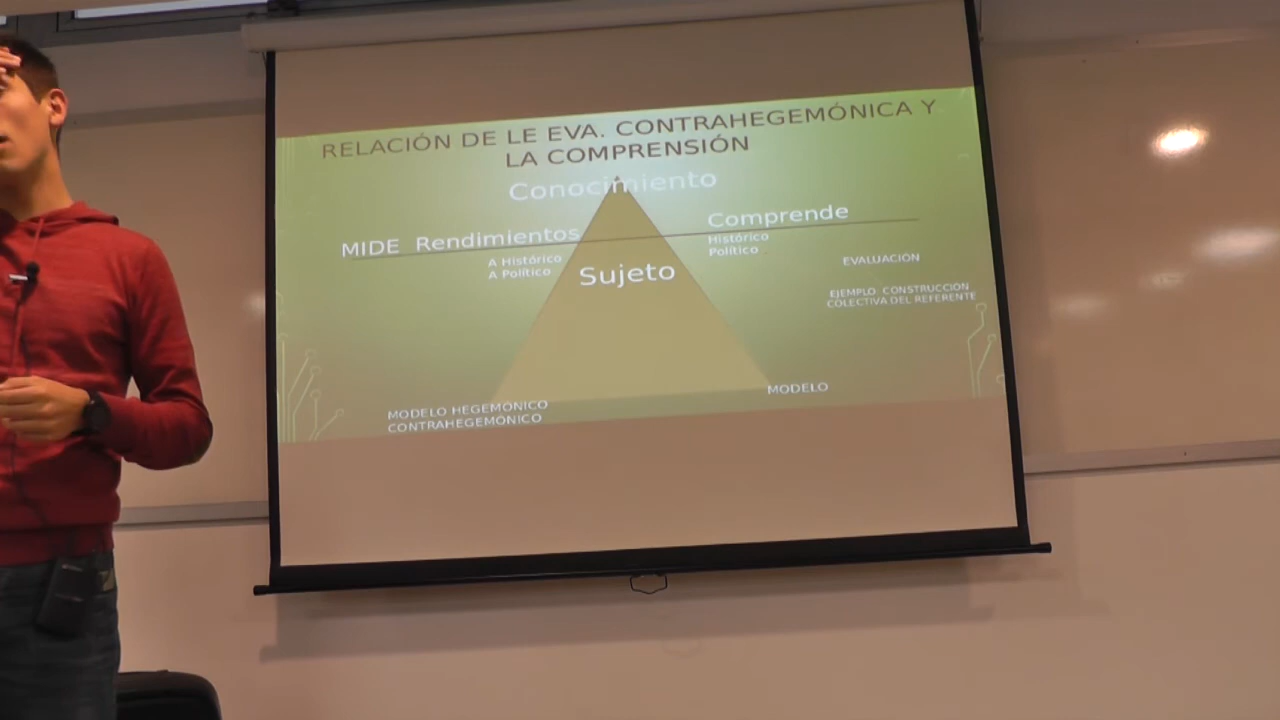 RELACIÓN DE LE EVA. CONTRAHEGEMÓNICA Y
LA COMPRENSIÓN
Conocimiento
MIDE Rendimientos
A Histórico
A Político
Comprende
Histórico
Político
Sujeto
EVALUACIÓN
EJEMPLO CONSTRUCCIÓN
COLECTIVA DEL REFERENTE
MODELO HEGEMÓNICO
CONTRAHEGEMÓNICO
MODELO